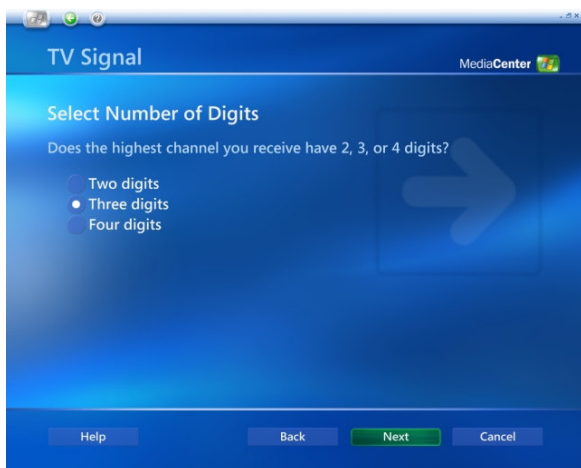 TV Signal
MediaCenter
Select Number of Digits
Does the highest channel you receive have 2, 3, or 4 digits?
Two digits
Three digits
Four digits
Help
Back
Next
Cancel